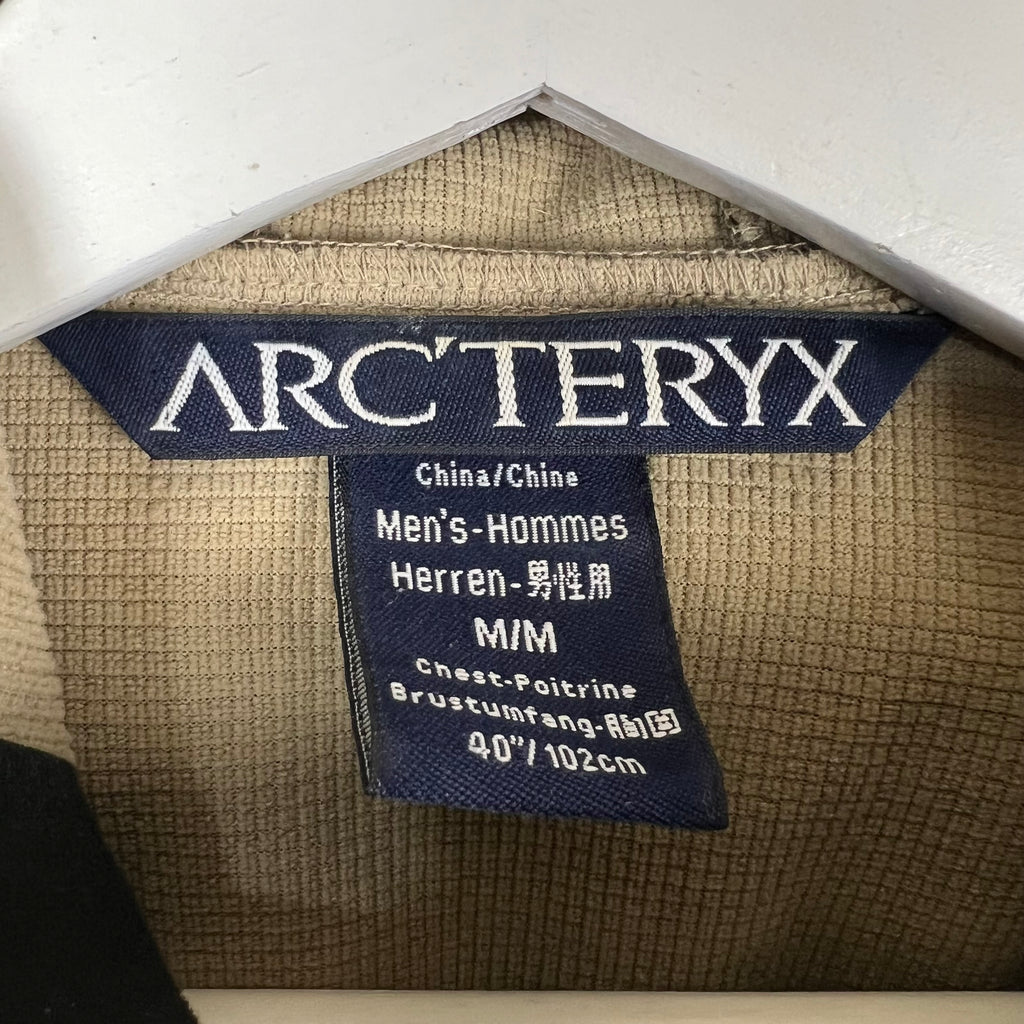 ARC'TERYX
China/Chine
Men's-Hommes
Herren-男性用
M/M
Chest-Poitrine
Brustumfang-胸囲
40"/102cm